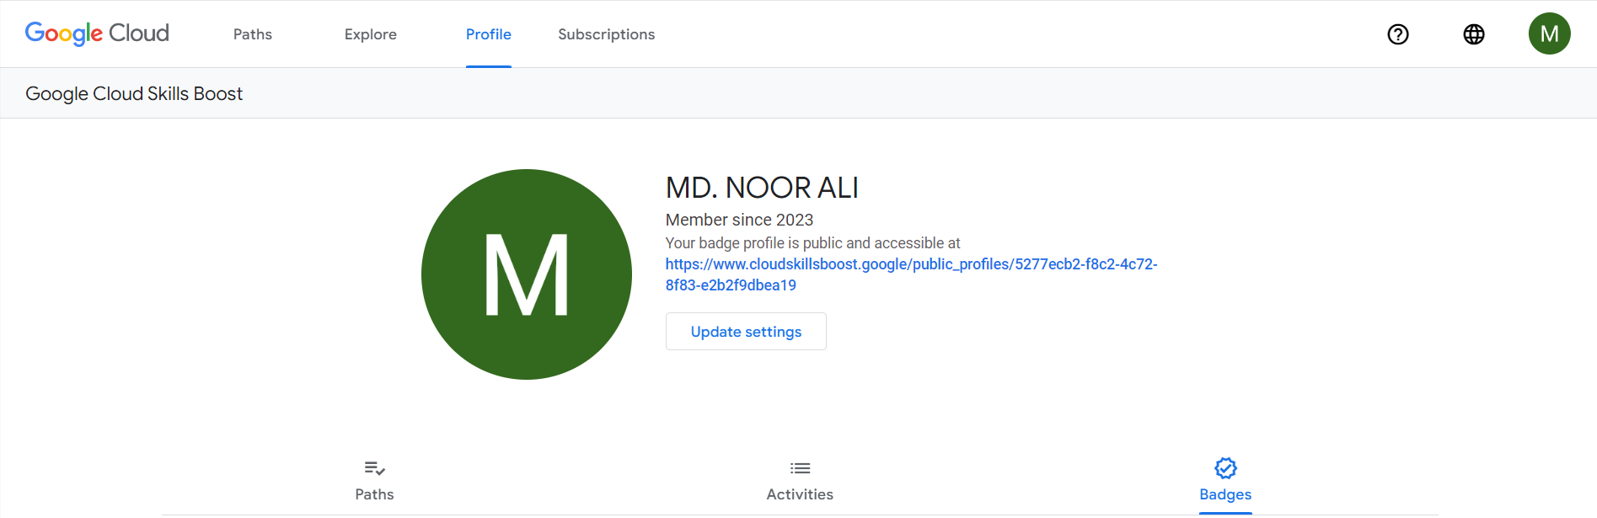 Google Cloud Paths Explore Profile Subscriptions M
Google Cloud Skills Boost
M
MD. NOOR ALI
Member since 2023
Your badge profile is public and accessible at
https://www.cloudskillsboost.google/public_profiles/5277ecb2-f8c2-4c72-
8f83-e2b2f9dbea19
Update settings
Paths Activities Badges